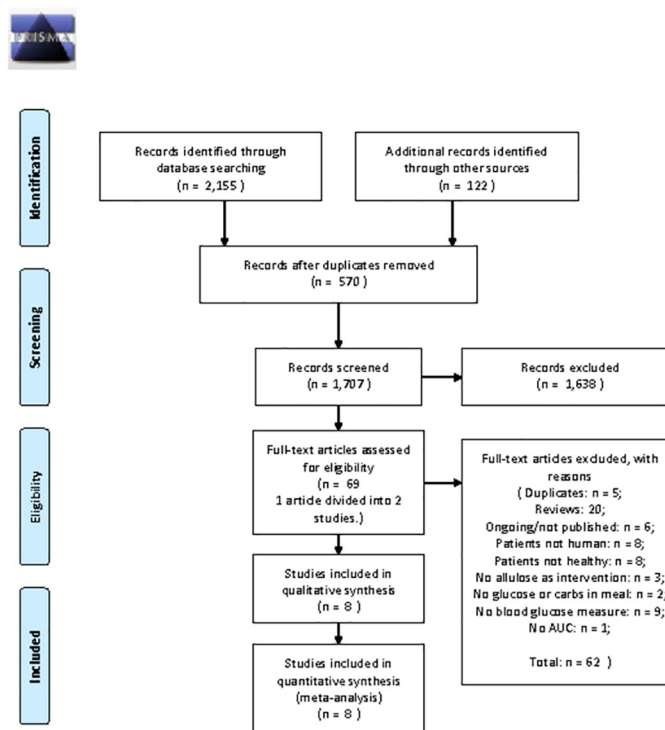 PRISMA
Identification
Records identified through
database searching
(n = 2,155 )
Additional records identified
through other sources
(n = 122 )
Records after duplicates removed
(n = 570 )
Screening
Records screened
(n = 1,707 )
Records excluded
(n = 1,638 )
Eligibility
Full-text articles assessed
for eligibility
(n = 69
1 article divided into 2
studies.)
Full-text articles excluded, with
reasons
( Duplicates: n = 5;
Reviews: 20;
Ongoing/not published: n = 6;
Patients not human: n = 8;
Patients not healthy: n = 8;
No allulose as intervention: n = 3;
No glucose or carbs in meal: n = 2;
No blood glucose measure: n = 9;
No AUC: n = 1;
Total: n = 62 )
Studies included in
qualitative synthesis
(n = 8 )
Included
Studies included in
quantitative synthesis
(meta-analysis)
(n = 8 )